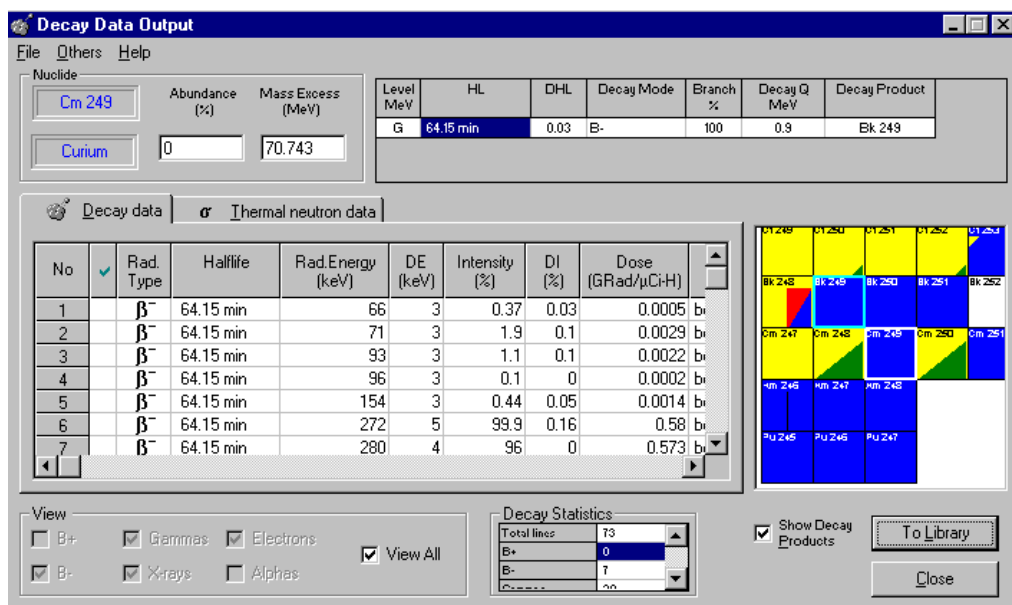 Decay Data Output
File Others Help
Nuclide
Cm 249
Curium
Abundance (%)
0
Mass Excess (MeV)
70.743
Level MeV HL DHL Decay Mode Branch % Decay Q MeV Decay Product
G 64.15 min 0.03 B- 100 0.9 Bk 249
Decay data σ Thermal neutron data
No Rad. Type Halflife Rad.Energy (keV) DE (keV) Intensity (%) DI (%) Dose (GRad/µCi-H)
1 β⁻ 64.15 min 66 3 0.37 0.03 0.0005
2 β⁻ 64.15 min 71 3 1.9 0.1 0.0029
3 β⁻ 64.15 min 93 3 1.1 0.1 0.0022
4 β⁻ 64.15 min 96 3 0.1 0 0.0002
5 β⁻ 64.15 min 154 3 0.44 0.05 0.0014
6 β⁻ 64.15 min 272 5 99.9 0.16 0.58
7 β⁻ 64.15 min 280 4 96 0 0.573
Cf 249 Cf 250 Cf 251 Cf 252 Cf 253
Bk 248 Bk 249 Bk 250 Bk 251 Bk 252
Cm 247 Cm 248 Cm 249 Cm 250 Cm 251
Am 246 Am 247 Am 248
Pu 245 Pu 246 Pu 247
View
B+ Gammas Electrons
B- X-rays Alphas
View All
Decay Statistics
Total lines 73
B+ 0
B- 7
Show Decay Products
To Library
Close